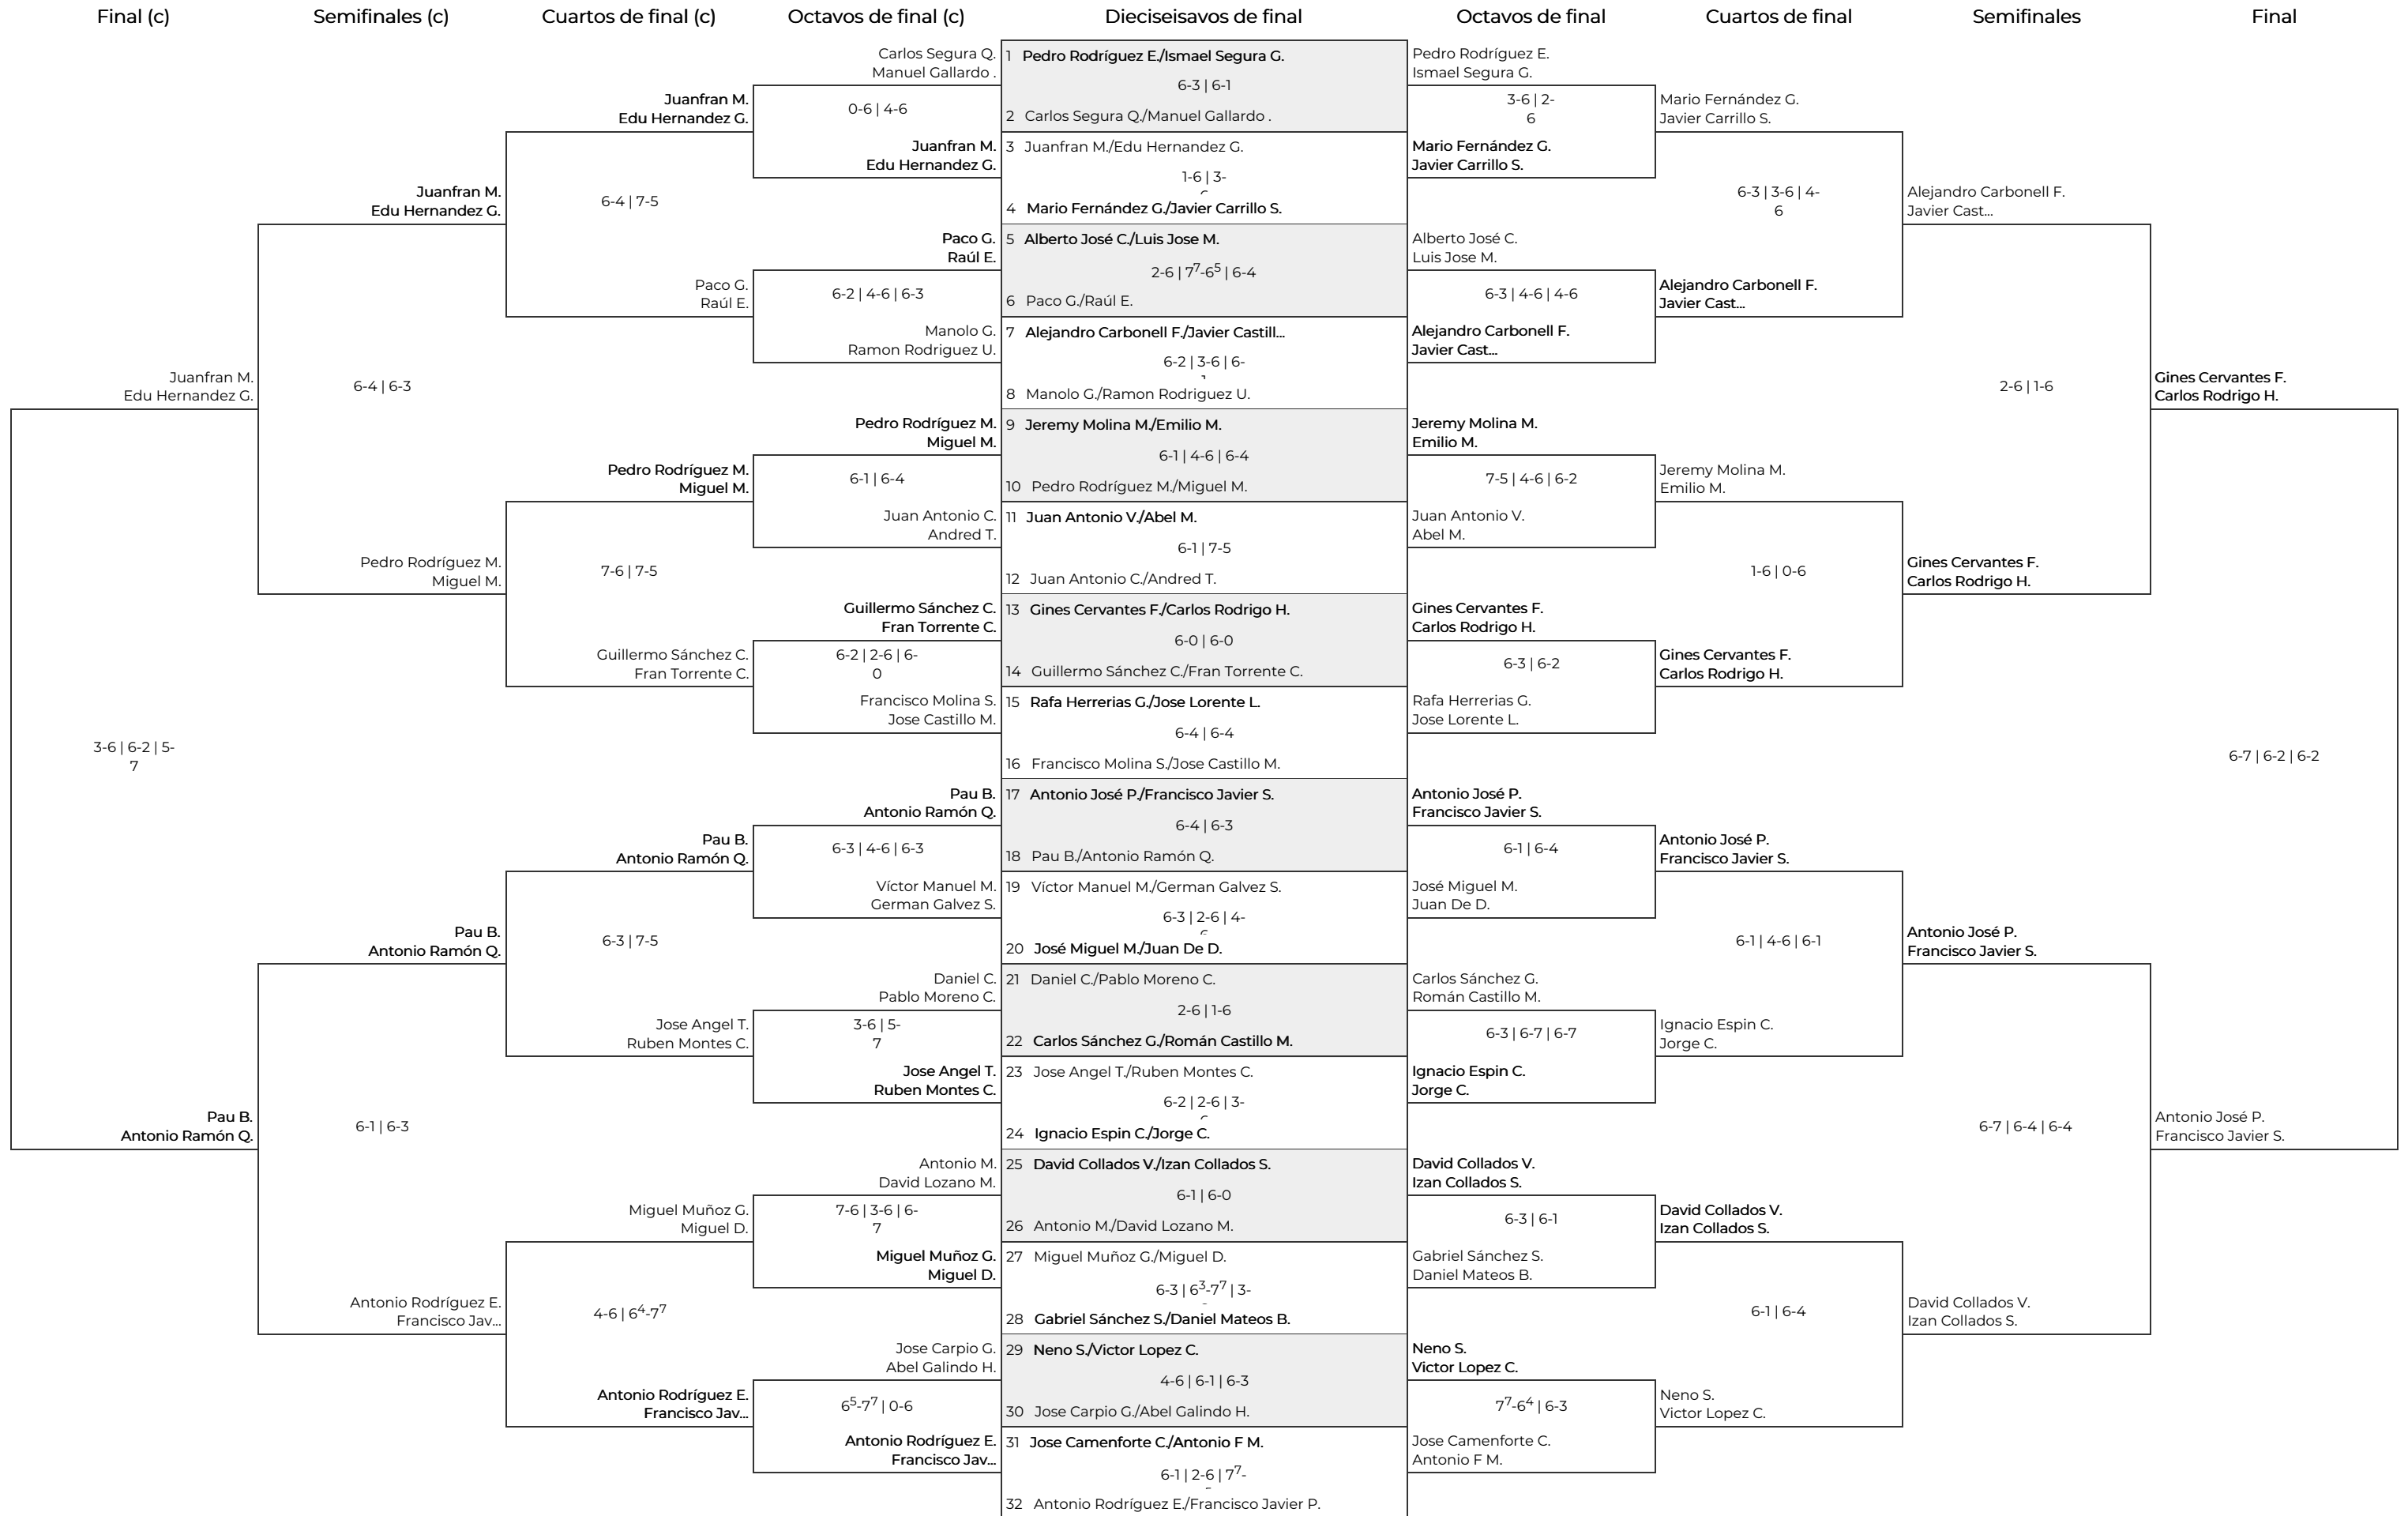 Final (c)
Semifinales (c)
Cuartos de final (c)
Octavos de final (c)
Dieciseisavos de final
Octavos de final
Cuartos de final
Semifinales
Final
Juanfran M.
Edu Hernandez G.
3-6 | 6-2 | 5-
7
Pau B.
Antonio Ramón Q.
Juanfran M.
Edu Hernandez G.
6-4 | 6-3
Pedro Rodríguez M.
Miguel M.
Pau B.
Antonio Ramón Q.
6-1 | 6-3
Antonio Rodríguez E.
Francisco Jav...
Juanfran M.
Edu Hernandez G.
6-4 | 7-5
Paco G.
Raúl E.
Pedro Rodríguez M.
Miguel M.
7-6 | 7-5
Guillermo Sánchez C.
Fran Torrente C.
Pau B.
Antonio Ramón Q.
6-3 | 7-5
Jose Angel T.
Ruben Montes C.
Miguel Muñoz G.
Miguel D.
4-6 | 6⁴-7⁷
Antonio Rodríguez E.
Francisco Jav...
Carlos Segura Q.
Manuel Gallardo .
0-6 | 4-6
Juanfran M.
Edu Hernandez G.
Paco G.
Raúl E.
6-2 | 4-6 | 6-3
Manolo G.
Ramon Rodriguez U.
Pedro Rodríguez M.
Miguel M.
6-1 | 6-4
Juan Antonio C.
Andred T.
Guillermo Sánchez C.
Fran Torrente C.
6-2 | 2-6 | 6-
0
Francisco Molina S.
Jose Castillo M.
Pau B.
Antonio Ramón Q.
6-3 | 4-6 | 6-3
Víctor Manuel M.
German Galvez S.
Daniel C.
Pablo Moreno C.
3-6 | 5-
7
Jose Angel T.
Ruben Montes C.
Antonio M.
David Lozano M.
7-6 | 3-6 | 6-
7
Miguel Muñoz G.
Miguel D.
Jose Carpio G.
Abel Galindo H.
6⁵-7⁷ | 0-6
Antonio Rodríguez E.
Francisco Jav...
1 Pedro Rodríguez E./Ismael Segura G.
6-3 | 6-1
2 Carlos Segura Q./Manuel Gallardo .
3 Juanfran M./Edu Hernandez G.
1-6 | 3-
4 Mario Fernández G./Javier Carrillo S.
5 Alberto José C./Luis Jose M.
2-6 | 7⁷-6⁵ | 6-4
6 Paco G./Raúl E.
7 Alejandro Carbonell F./Javier Castill...
6-2 | 3-6 | 6-
8 Manolo G./Ramon Rodriguez U.
9 Jeremy Molina M./Emilio M.
6-1 | 4-6 | 6-4
10 Pedro Rodríguez M./Miguel M.
11 Juan Antonio V./Abel M.
6-1 | 7-5
12 Juan Antonio C./Andred T.
13 Gines Cervantes F./Carlos Rodrigo H.
6-0 | 6-0
14 Guillermo Sánchez C./Fran Torrente C.
15 Rafa Herrerias G./Jose Lorente L.
6-4 | 6-4
16 Francisco Molina S./Jose Castillo M.
17 Antonio José P./Francisco Javier S.
6-4 | 6-3
18 Pau B./Antonio Ramón Q.
19 Víctor Manuel M./German Galvez S.
6-3 | 2-6 | 4-
20 José Miguel M./Juan De D.
21 Daniel C./Pablo Moreno C.
2-6 | 1-6
22 Carlos Sánchez G./Román Castillo M.
23 Jose Angel T./Ruben Montes C.
6-2 | 2-6 | 3-
24 Ignacio Espin C./Jorge C.
25 David Collados V./Izan Collados S.
6-1 | 6-0
26 Antonio M./David Lozano M.
27 Miguel Muñoz G./Miguel D.
6-3 | 6³-7⁷ | 3-
28 Gabriel Sánchez S./Daniel Mateos B.
29 Neno S./Victor Lopez C.
4-6 | 6-1 | 6-3
30 Jose Carpio G./Abel Galindo H.
31 Jose Camenforte C./Antonio F M.
6-1 | 2-6 | 7⁷-
32 Antonio Rodríguez E./Francisco Javier P.
Pedro Rodríguez E.
Ismael Segura G.
3-6 | 2-
6
Mario Fernández G.
Javier Carrillo S.
Alberto José C.
Luis Jose M.
6-3 | 4-6 | 4-6
Alejandro Carbonell F.
Javier Cast...
Jeremy Molina M.
Emilio M.
7-5 | 4-6 | 6-2
Juan Antonio V.
Abel M.
Gines Cervantes F.
Carlos Rodrigo H.
6-3 | 6-2
Rafa Herrerias G.
Jose Lorente L.
Antonio José P.
Francisco Javier S.
6-1 | 6-4
José Miguel M.
Juan De D.
Carlos Sánchez G.
Román Castillo M.
6-3 | 6-7 | 6-7
Ignacio Espin C.
Jorge C.
David Collados V.
Izan Collados S.
6-3 | 6-1
Gabriel Sánchez S.
Daniel Mateos B.
Neno S.
Victor Lopez C.
7⁷-6⁴ | 6-3
Jose Camenforte C.
Antonio F M.
Mario Fernández G.
Javier Carrillo S.
6-3 | 3-6 | 4-
6
Alejandro Carbonell F.
Javier Cast...
Jeremy Molina M.
Emilio M.
1-6 | 0-6
Gines Cervantes F.
Carlos Rodrigo H.
Antonio José P.
Francisco Javier S.
6-1 | 4-6 | 6-1
Ignacio Espin C.
Jorge C.
David Collados V.
Izan Collados S.
6-1 | 6-4
Neno S.
Victor Lopez C.
Alejandro Carbonell F.
Javier Cast...
2-6 | 1-6
Gines Cervantes F.
Carlos Rodrigo H.
Antonio José P.
Francisco Javier S.
6-7 | 6-4 | 6-4
David Collados V.
Izan Collados S.
Gines Cervantes F.
Carlos Rodrigo H.
6-7 | 6-2 | 6-2
Antonio José P.
Francisco Javier S.